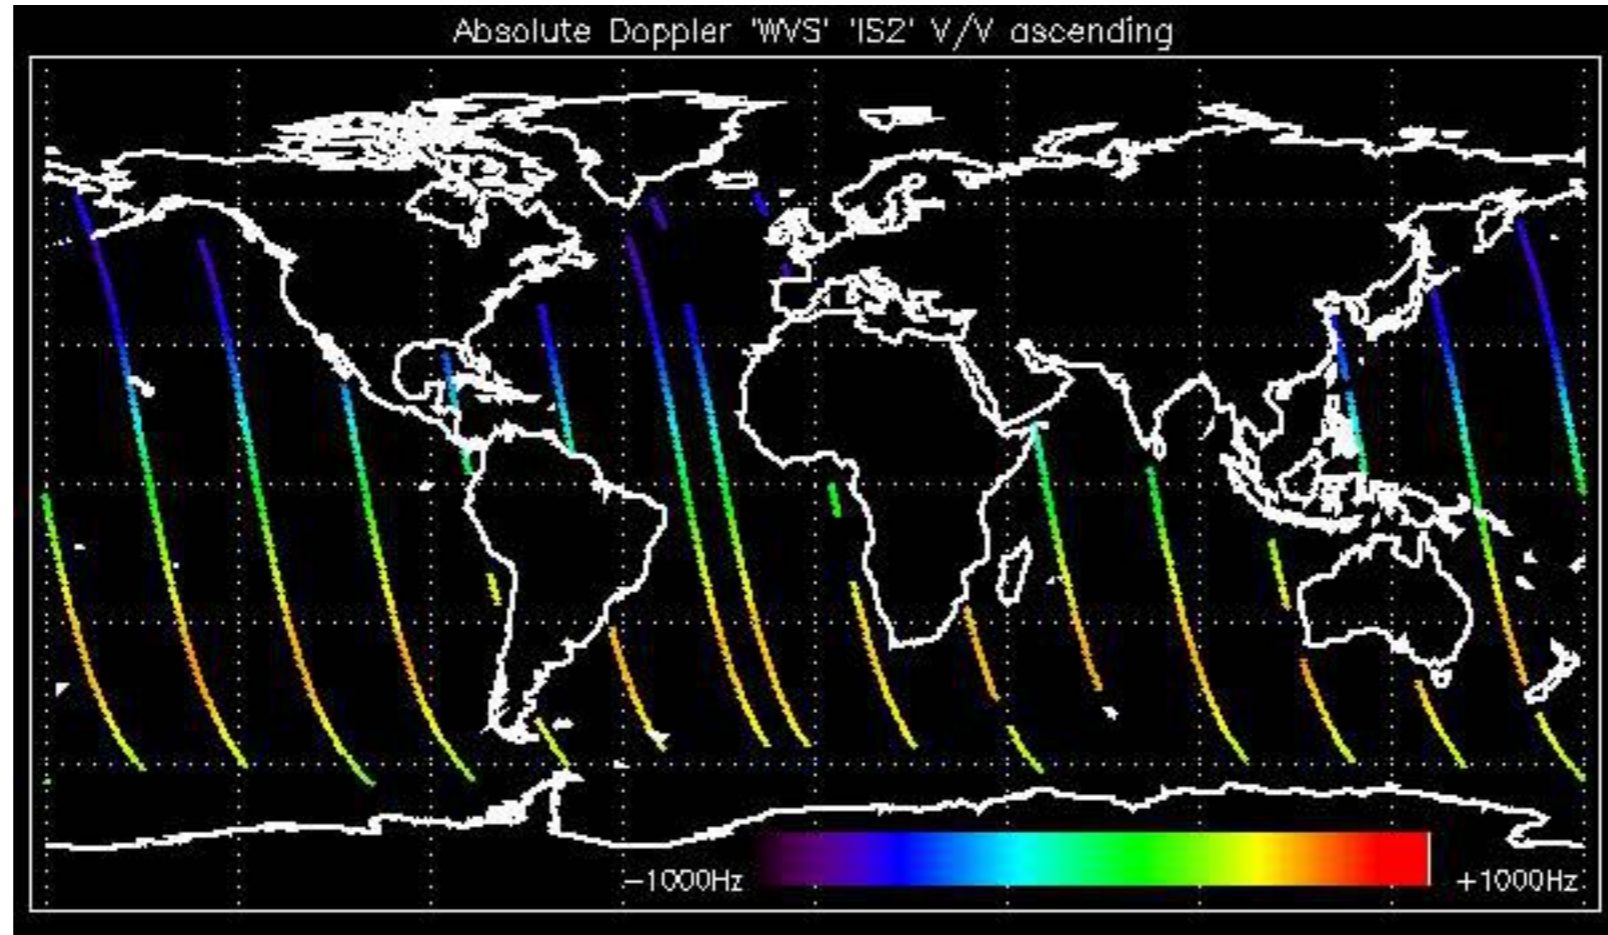 Absolute Doppler 'WVS' 'IS2' V/V ascending
−1000Hz
+1000Hz